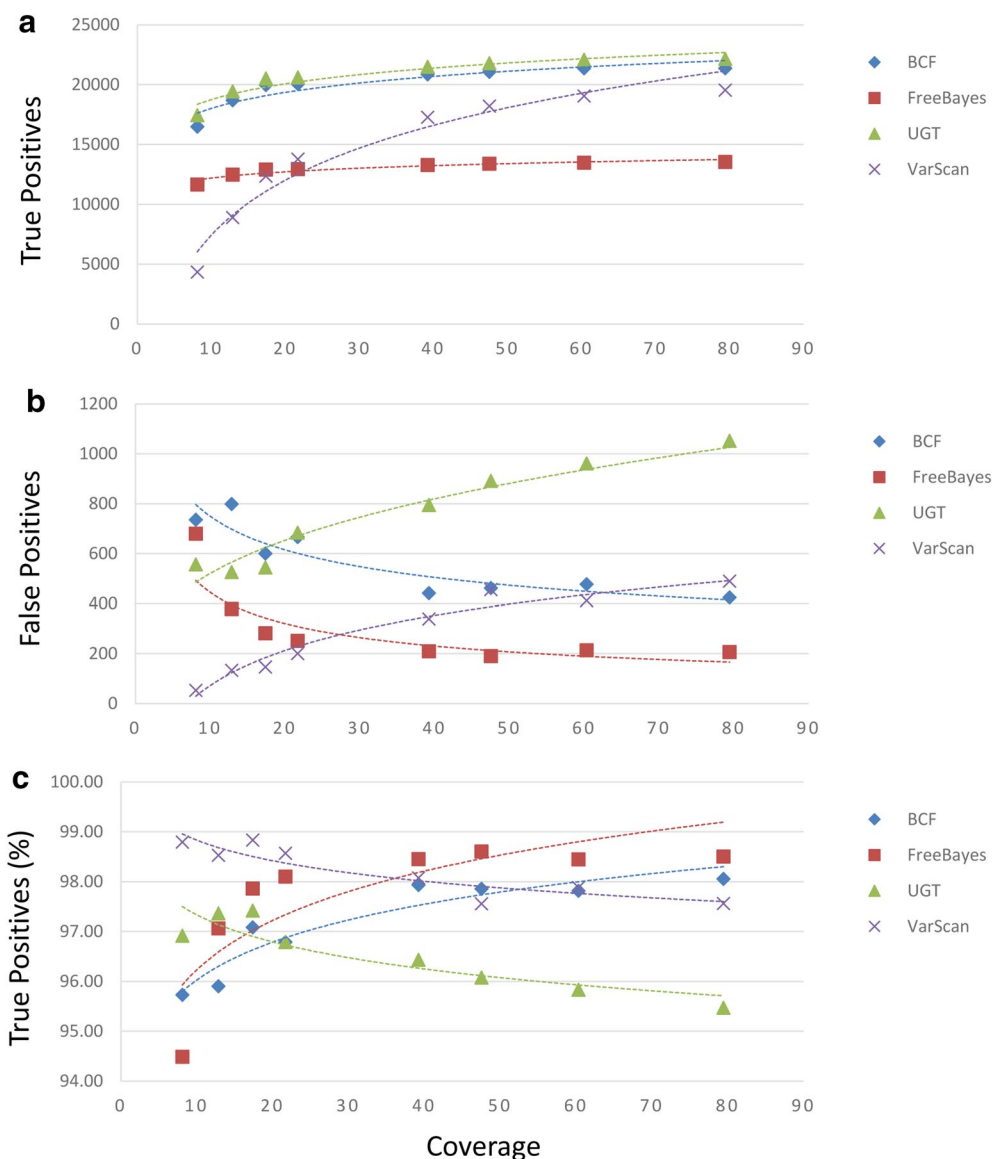 a
True Positives
25000
20000
15000
10000
5000
0
0 10 20 30 40 50 60 70 80 90
BCF
FreeBayes
UGT
VarScan
b
False Positives
1200
1000
800
600
400
200
0
0 10 20 30 40 50 60 70 80 90
BCF
FreeBayes
UGT
VarScan
c
True Positives (%)
100.00
99.00
98.00
97.00
96.00
95.00
94.00
0 10 20 30 40 50 60 70 80 90
Coverage
BCF
FreeBayes
UGT
VarScan